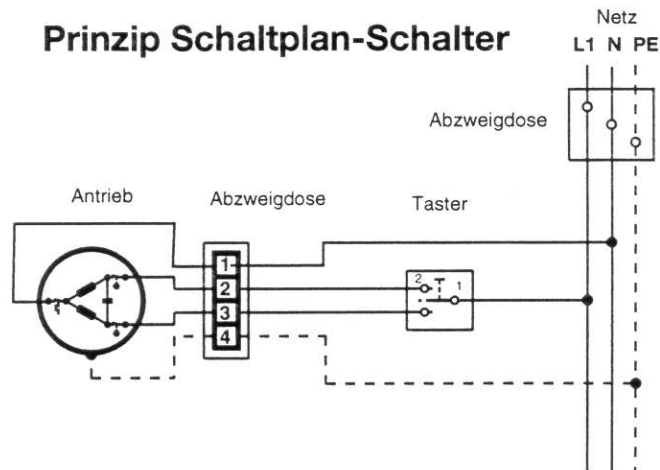 Netz
Prinzip Schaltplan-Schalter
L1 N PE
Abzweigdose
Antrieb
Abzweigdose
Taster
1
2
3
4
2
1